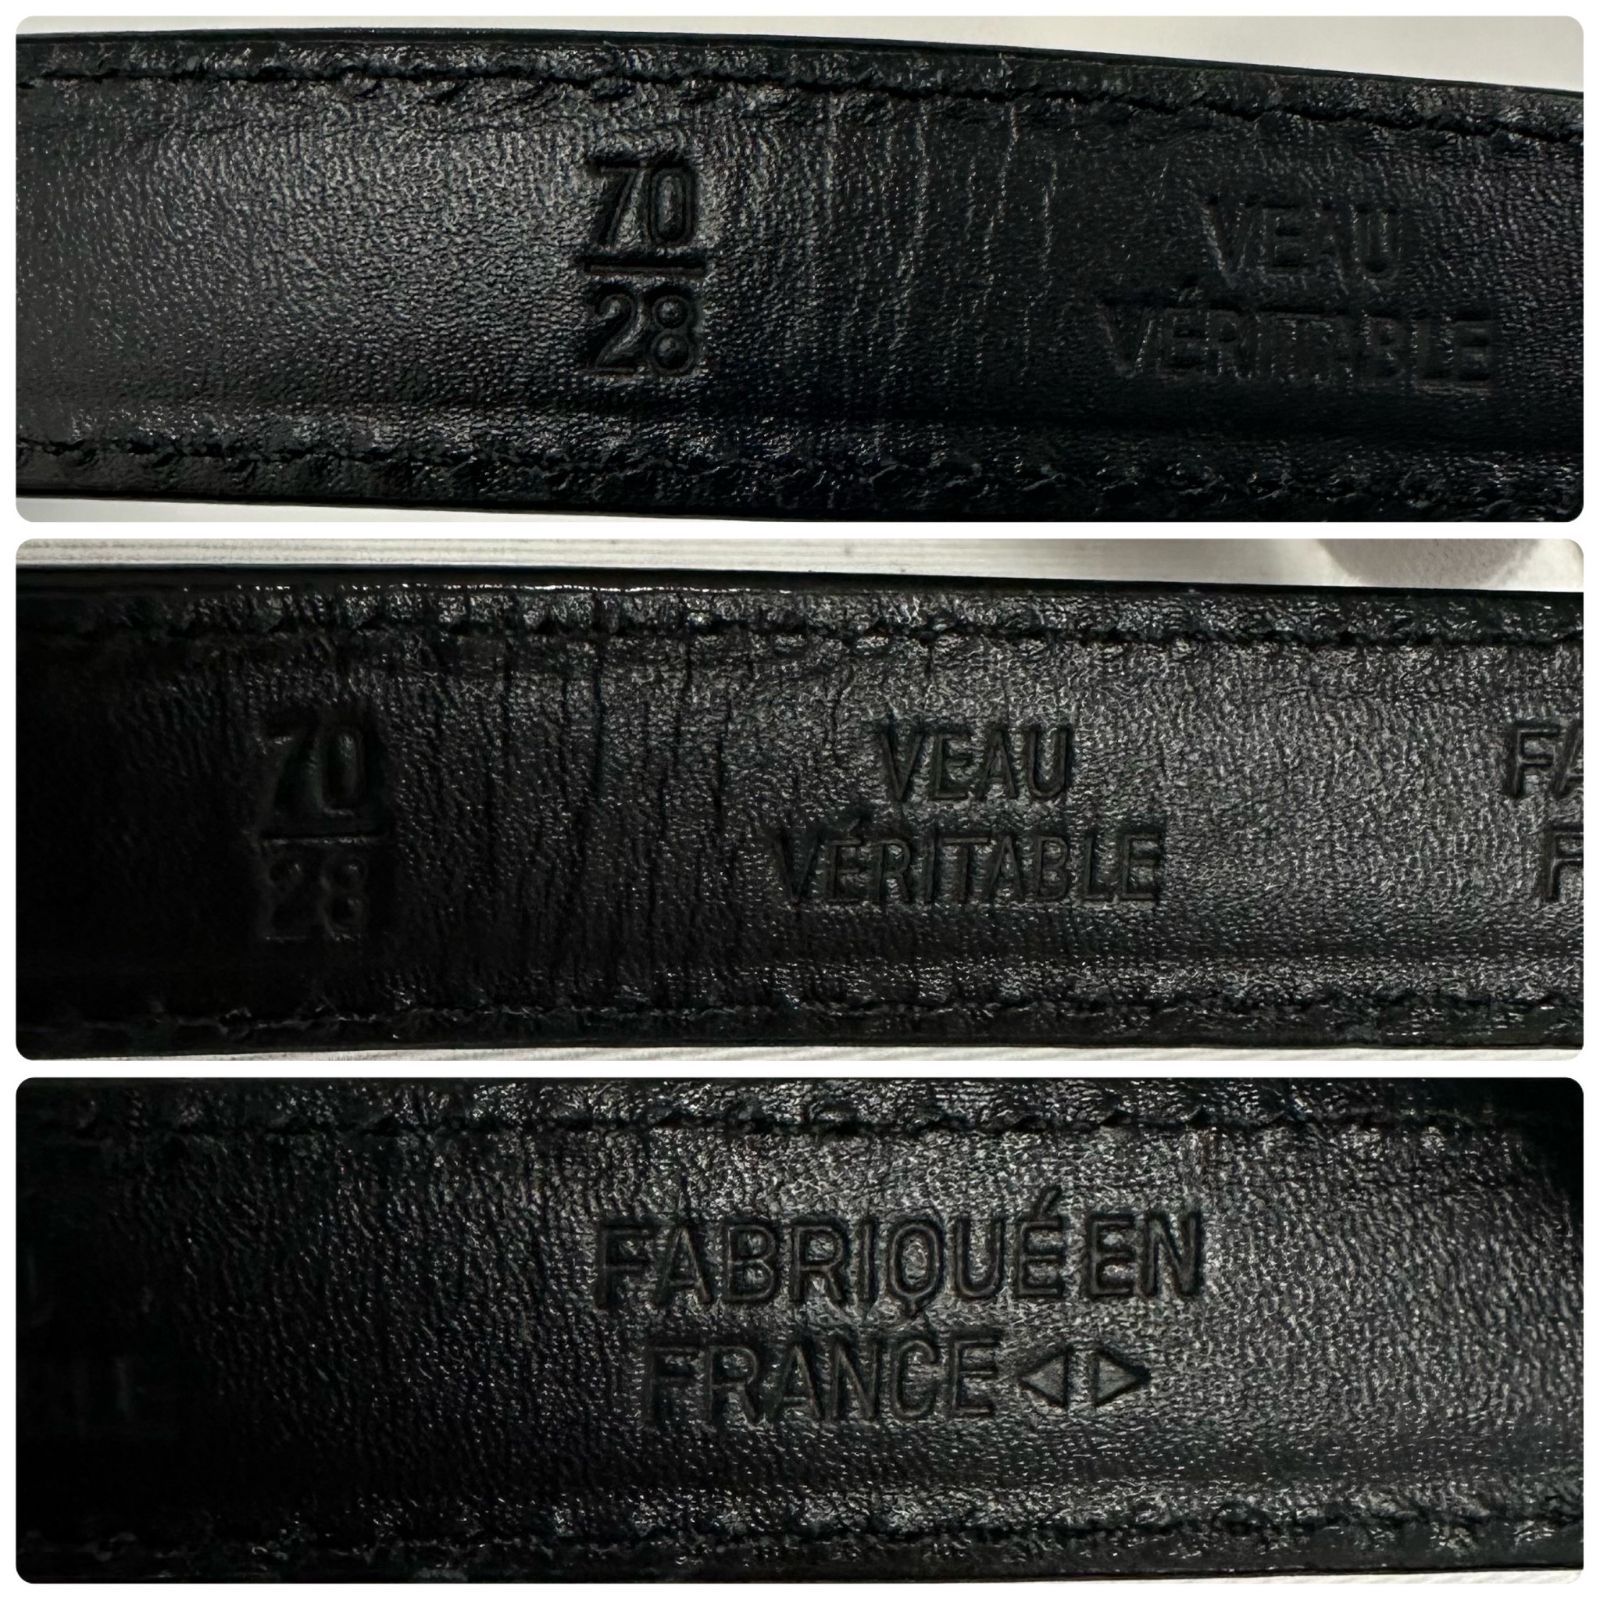 70
28
VEAU
VÉRITABLE
70
28
VEAU
VÉRITABLE
FABRIQUÉ EN
FRANCE